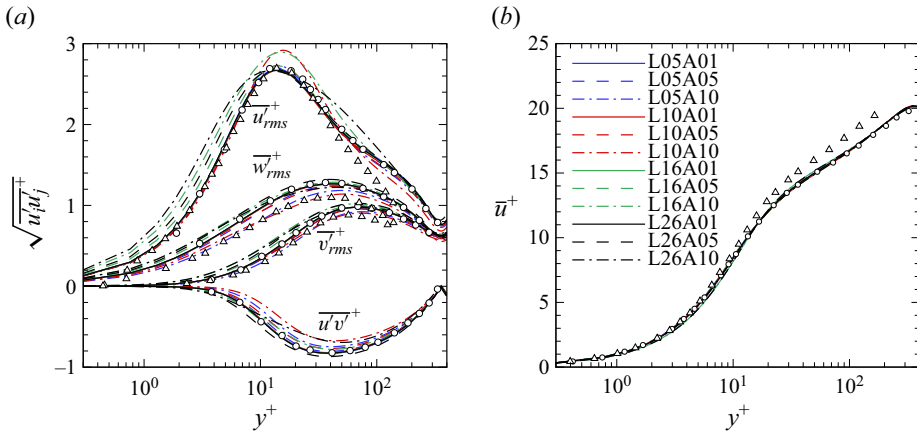 (a)
(b)
3
2
1
0
−1
10⁰
10¹
10²
y⁺
√u′ᵢu′ⱼ⁺
u′rms⁺
w′rms⁺
v′rms⁺
u′v′⁺
25
20
15
10
5
0
10⁰
10¹
10²
y⁺
u̅⁺
L05A01
L05A05
L05A10
L10A01
L10A05
L10A10
L16A01
L16A05
L16A10
L26A01
L26A05
L26A10